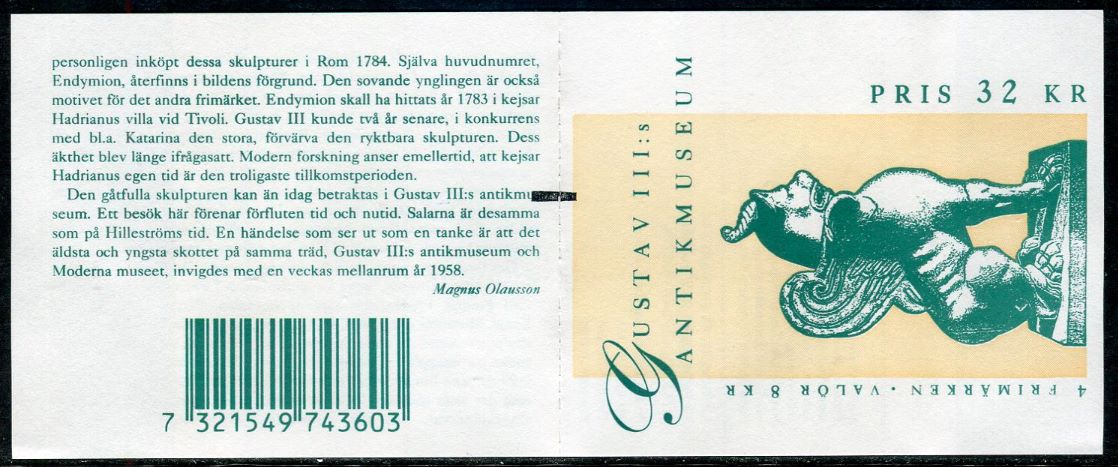 personligen inköpt dessa skulpturer i Rom 1784. Själva huvudnumret,
Endymion, återfinns i bildens förgrund. Den sovande ynglingen är också
motivet för det andra frimärket. Endymion skall ha hittats år 1783 i kejsar
Hadrianus villa vid Tivoli. Gustav III kunde två år senare, i konkurrens
med bl.a. Katarina den stora, förvärva den ryktbara skulpturen. Dess
äkthet blev länge ifrågasatt. Modern forskning anser emellertid, att kejsar
Hadrianus egen tid är den troligaste tillkomstperioden.
Den gåtfulla skulpturen kan än idag betraktas i Gustav III:s antikmu-
seum. Ett besök här förenar förfluten tid och nutid. Salarna är desamma
som på Hilleströms tid. En händelse som ser ut som en tanke är att det
äldsta och yngsta skottet på samma träd, Gustav III:s antikmuseum och
Moderna museet, invigdes med en veckas mellanrum år 1958.
Magnus Olausson
7 321549 743603
GUSTAV III:s
ANTIKMUSEUM
PRIS 32 KR
4 FRIMÄRKEN · VALÖR 8 KR